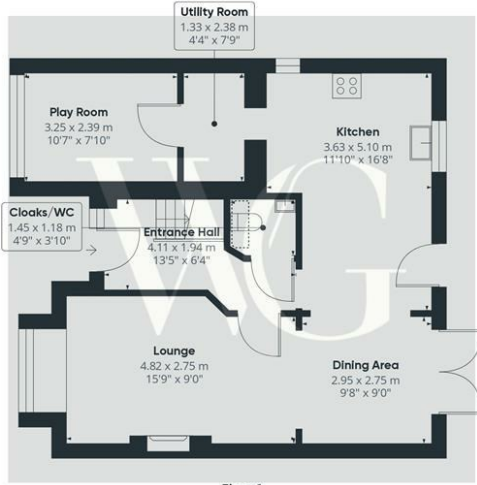 Utility Room
1.33 x 2.38 m
4'4" x 7'9"
Play Room
3.25 x 2.39 m
10'7" x 7'10"
Kitchen
3.63 x 5.10 m
11'10" x 16'8"
Cloaks/WC
1.45 x 1.18 m
4'9" x 3'10"
Entrance Hall
4.11 x 1.94 m
13'5" x 6'4"
Lounge
4.82 x 2.75 m
15'9" x 9'0"
Dining Area
2.95 x 2.75 m
9'8" x 9'0"
WG